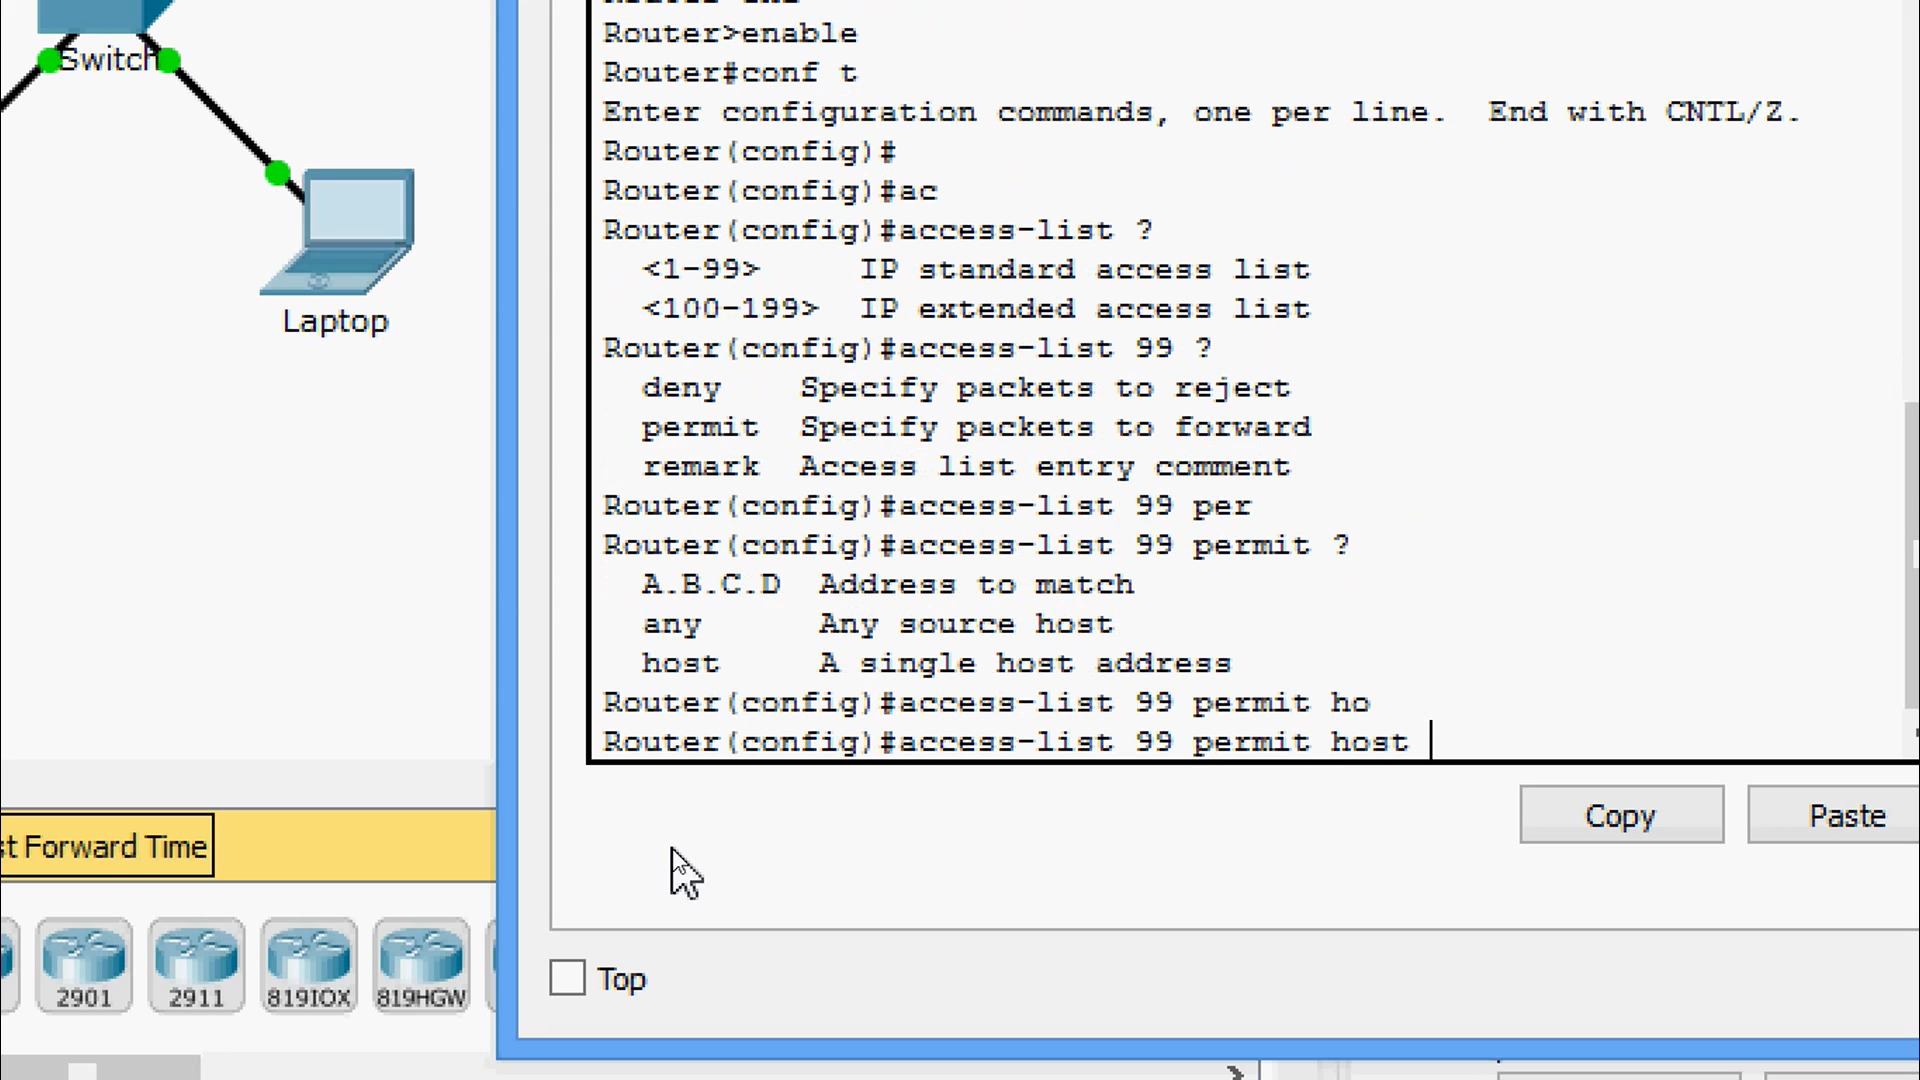 Router>enable
Router#conf t
Enter configuration commands, one per line.  End with CNTL/Z.
Router(config)#
Router(config)#ac
Router(config)#access-list ?
  <1-99>     IP standard access list
  <100-199>  IP extended access list
Router(config)#access-list 99 ?
  deny    Specify packets to reject
  permit  Specify packets to forward
  remark  Access list entry comment
Router(config)#access-list 99 per
Router(config)#access-list 99 permit ?
  A.B.C.D  Address to match
  any      Any source host
  host     A single host address
Router(config)#access-list 99 permit ho
Router(config)#access-list 99 permit host
Switch
Laptop
Copy
Paste
Forward Time
2901
2911
819IOX
819HGW
Top